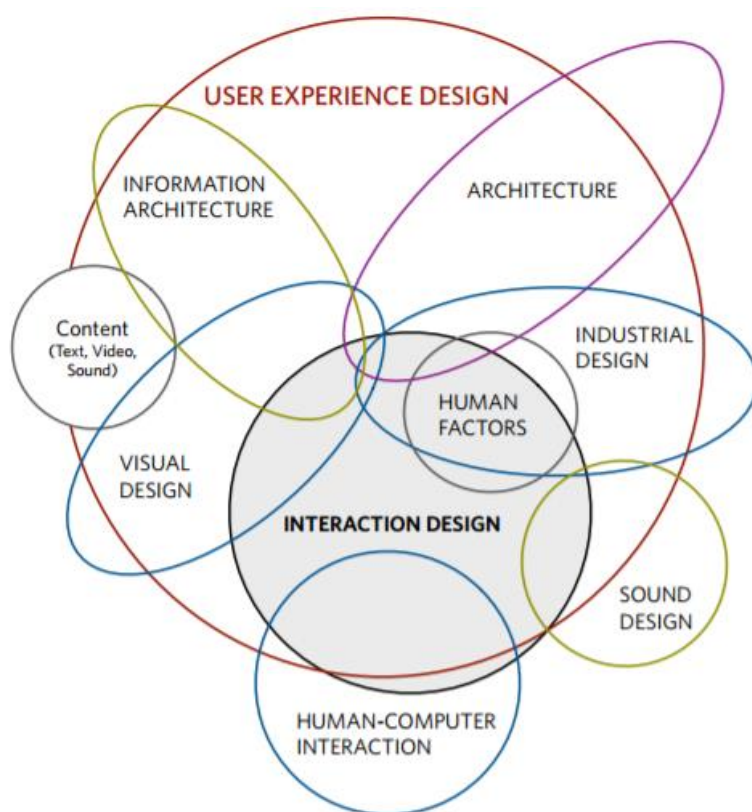 USER EXPERIENCE DESIGN
INFORMATION
ARCHITECTURE
ARCHITECTURE
Content
(Text, Video,
Sound)
INDUSTRIAL
DESIGN
HUMAN
FACTORS
VISUAL
DESIGN
INTERACTION DESIGN
SOUND
DESIGN
HUMAN-COMPUTER
INTERACTION